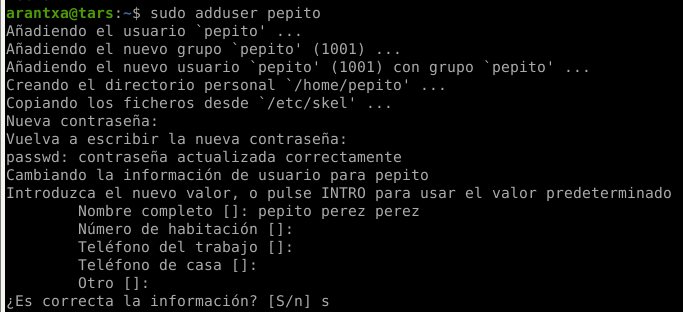 arantxa@tars:~$ sudo adduser pepito
Añadiendo el usuario `pepito' ...
Añadiendo el nuevo grupo `pepito' (1001) ...
Añadiendo el nuevo usuario `pepito' (1001) con grupo `pepito' ...
Creando el directorio personal `/home/pepito' ...
Copiando los ficheros desde `/etc/skel' ...
Nueva contraseña:
Vuelva a escribir la nueva contraseña:
passwd: contraseña actualizada correctamente
Cambiando la información de usuario para pepito
Introduzca el nuevo valor, o pulse INTRO para usar el valor predeterminado
        Nombre completo []: pepito perez perez
        Número de habitación []:
        Teléfono del trabajo []:
        Teléfono de casa []:
        Otro []:
¿Es correcta la información? [S/n] s